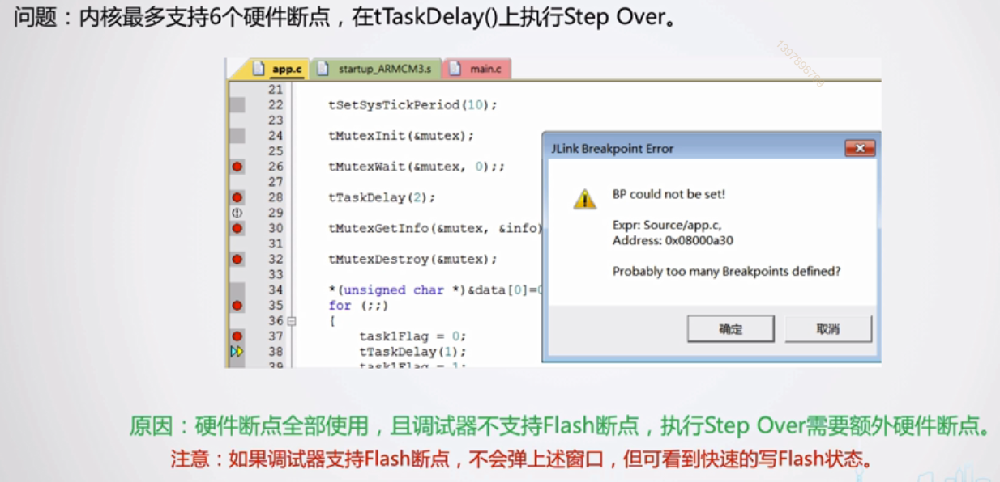 问题：内核最多支持6个硬件断点，在tTaskDelay()上执行Step Over。
app.c startup_ARMCM3.s main.c
21
22 tSetSysTickPeriod(10);
23
24 tMutexInit(&mutex);
25
26 tMutexWait(&mutex, 0);;
27
28 tTaskDelay(2);
29
30 tMutexGetInfo(&mutex, &info)
31
32 tMutexDestroy(&mutex);
33
34 *(unsigned char *)&data[0]=0
35 for (;;)
36 {
37 task1Flag = 0;
38 tTaskDelay(1);
39 task1Flag = 1;
JLink Breakpoint Error
BP could not be set!
Expr: Source/app.c,
Address: 0x08000a30
Probably too many Breakpoints defined?
确定 取消
原因：硬件断点全部使用，且调试器不支持Flash断点，执行Step Over需要额外硬件断点。
注意：如果调试器支持Flash断点，不会弹上述窗口，但可看到快速的写Flash状态。